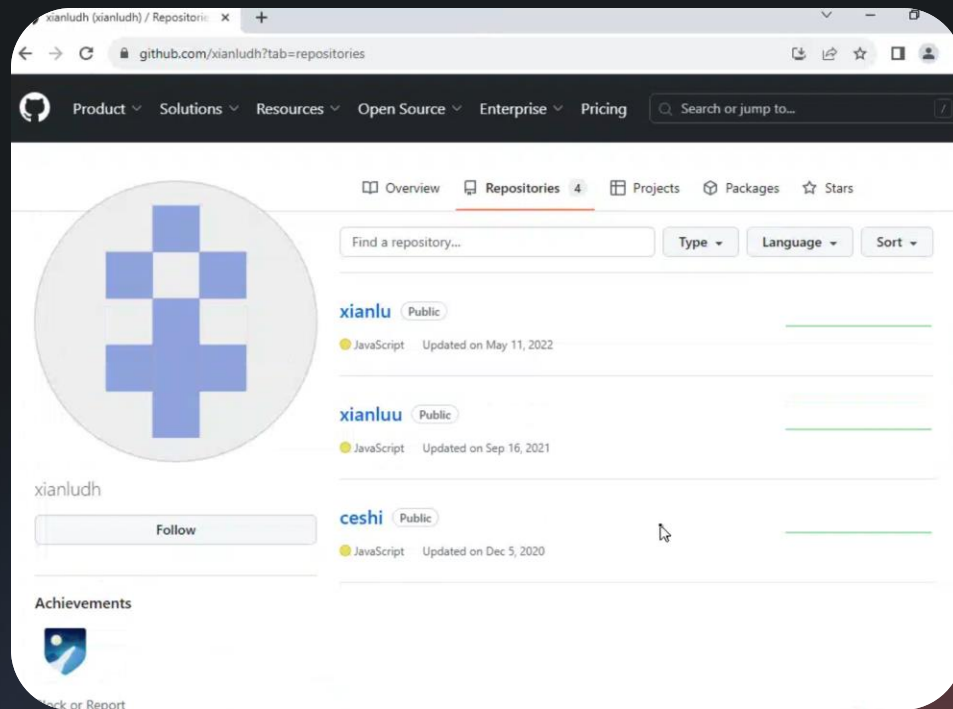 xianludh (xianludh) / Repositorie
github.com/xianludh?tab=repositories
Product Solutions Resources Open Source Enterprise Pricing Search or jump to... /
Overview Repositories 4 Projects Packages Stars
Find a repository... Type Language Sort
xianlu Public
JavaScript Updated on May 11, 2022
xianluu Public
JavaScript Updated on Sep 16, 2021
xianludh
Follow
ceshi Public
JavaScript Updated on Dec 5, 2020
Achievements
or Report